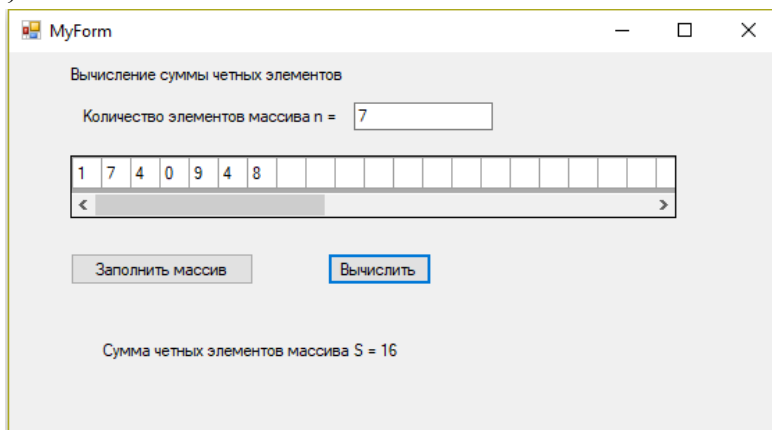 MyForm
Вычисление суммы четных элементов
Количество элементов массива n = 7
1 7 4 0 9 4 8
Заполнить массив Вычислить
Сумма четных элементов массива S = 16